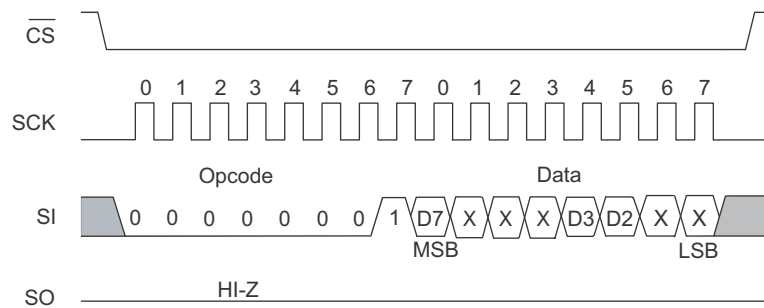 CS
0 1 2 3 4 5 6 7 0 1 2 3 4 5 6 7
SCK
Opcode Data
SI 0 0 0 0 0 0 0 1 D7 X X X D3 D2 X X
MSB LSB
HI-Z
SO